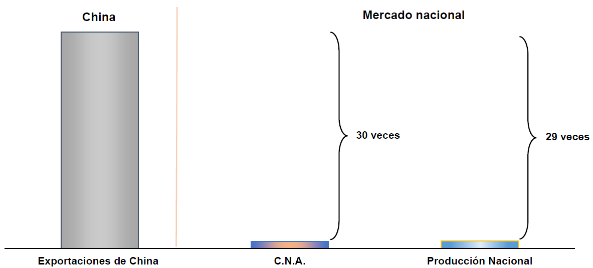 China
Mercado nacional
30 veces
29 veces
Exportaciones de China
C.N.A.
Producción Nacional